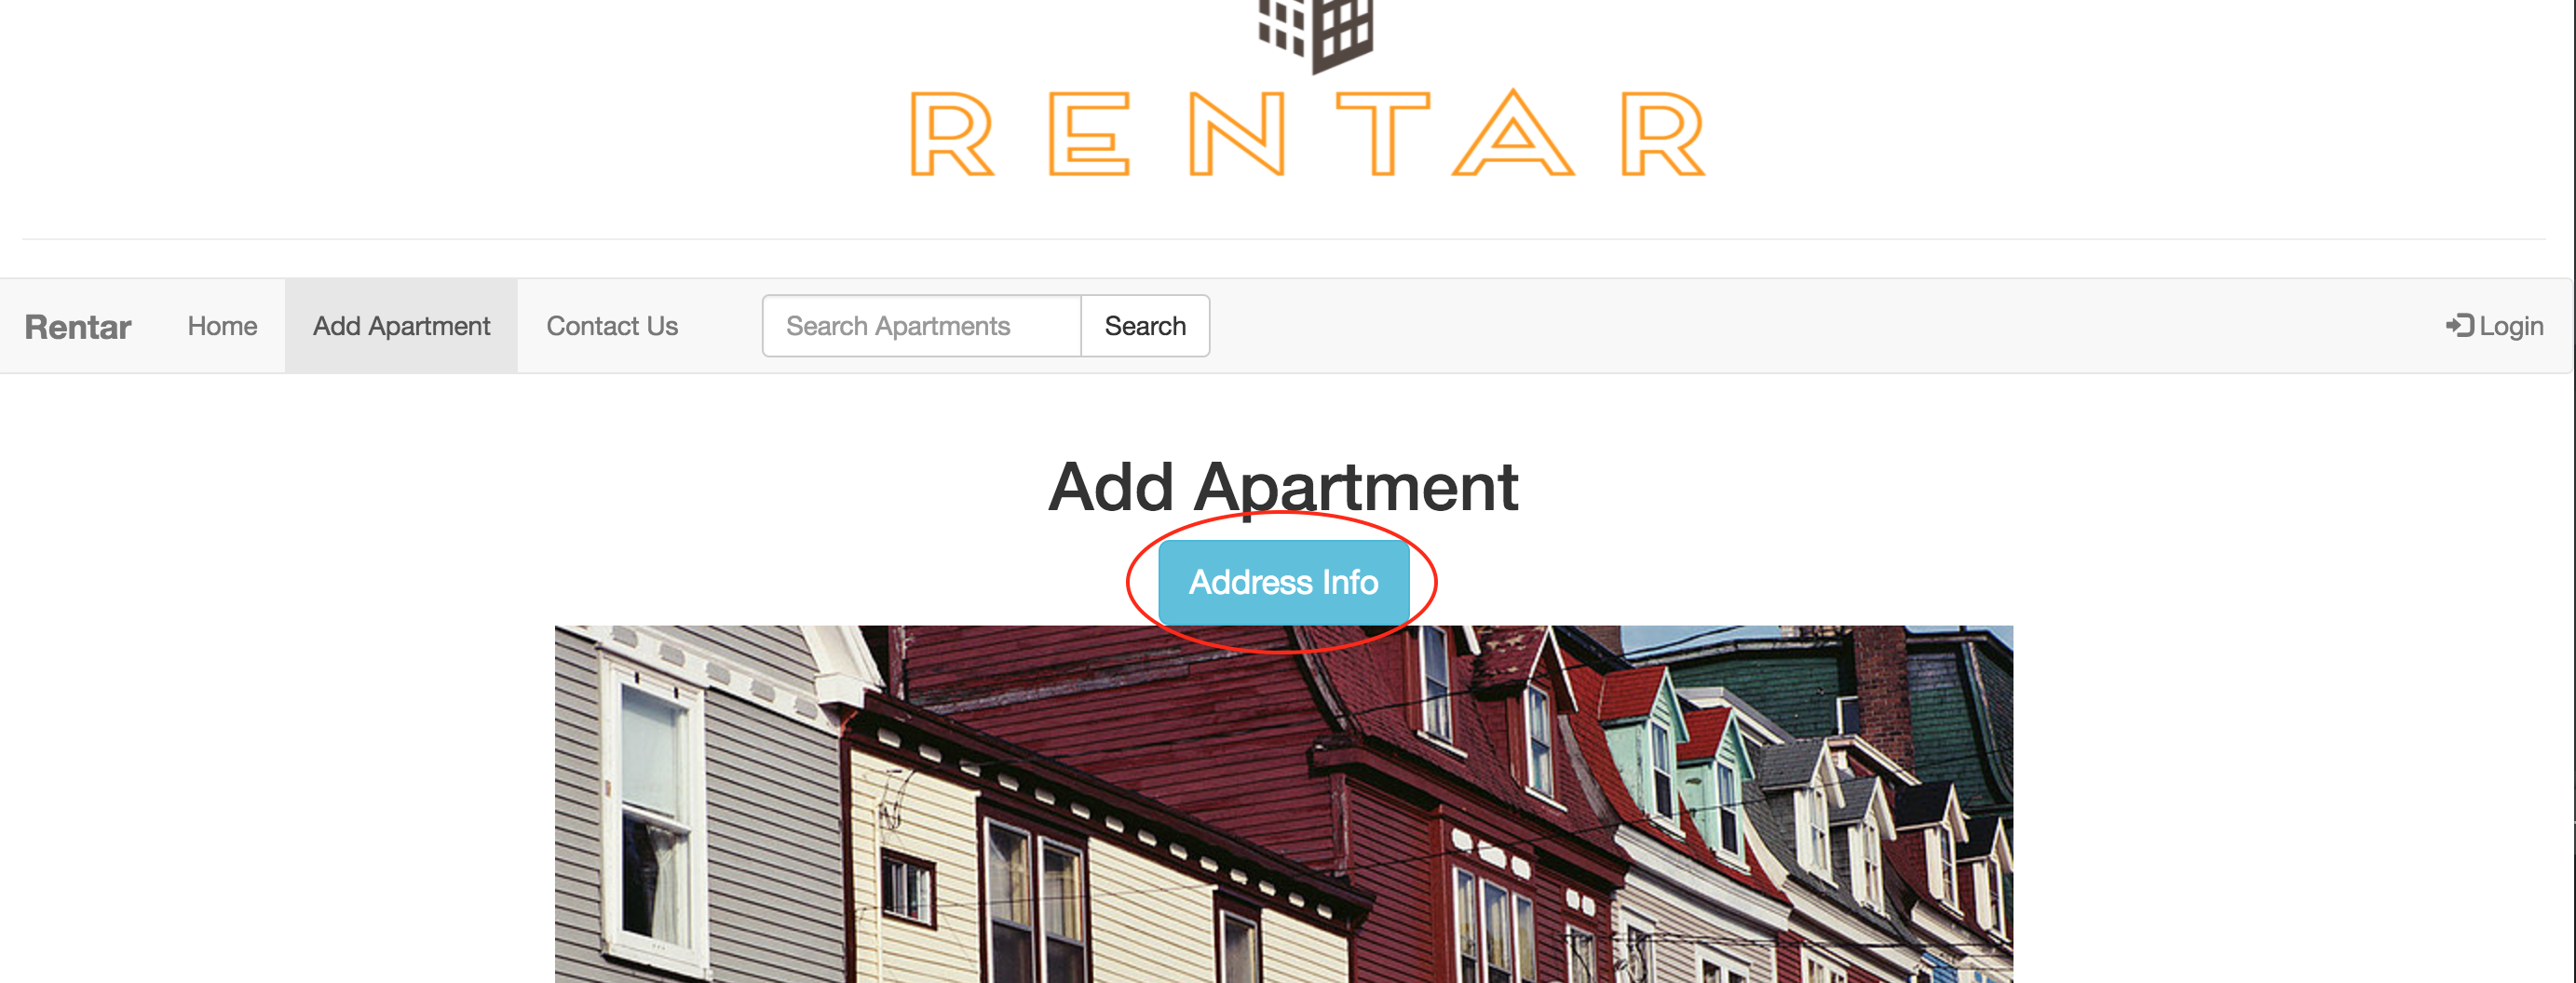 RENTAR
Rentar Home Add Apartment Contact Us Search Apartments Search Login
Add Apartment
Address Info